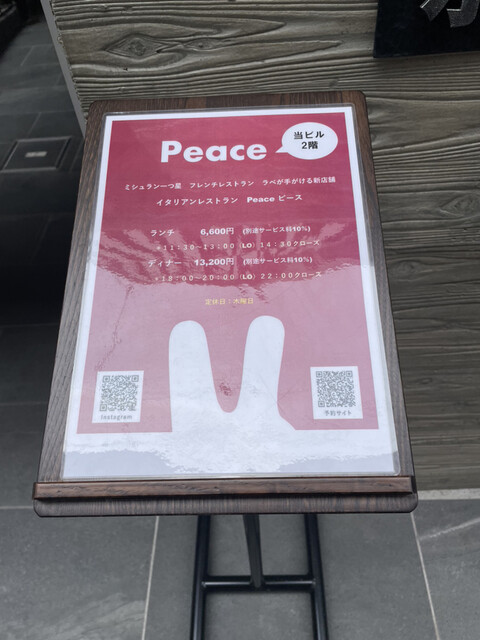 Peace
当ビル
2階
ミシュラン一つ星 フレンチレストラン ラペが手がける新店舗
イタリアンレストラン Peace ピース
ランチ 6,600円 (別途サービス料10%)
*11:30~13:00 (LO) 14:30クローズ
ディナー 13,200円 (別途サービス料10%)
*18:00~20:00 (LO) 22:00クローズ
定休日:水曜日
Instagram
予約サイト